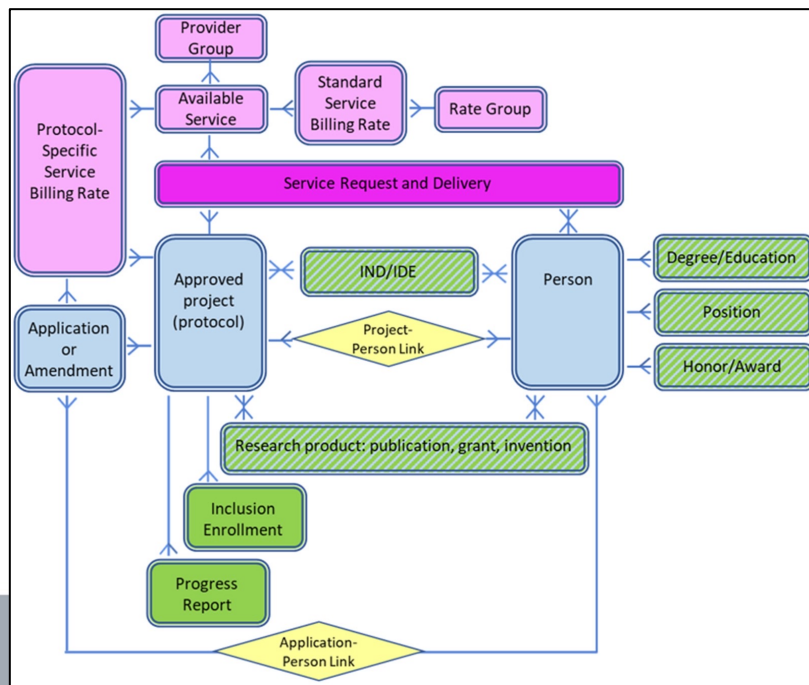 Provider
Group
Available
Service
Standard
Service
Billing Rate
Rate Group
Protocol-
Specific
Service
Billing Rate
Service Request and Delivery
Approved
project
(protocol)
IND/IDE
Person
Degree/Education
Position
Honor/Award
Application
or
Amendment
Project-
Person Link
Research product: publication, grant, invention
Inclusion
Enrollment
Progress
Report
Application-
Person Link